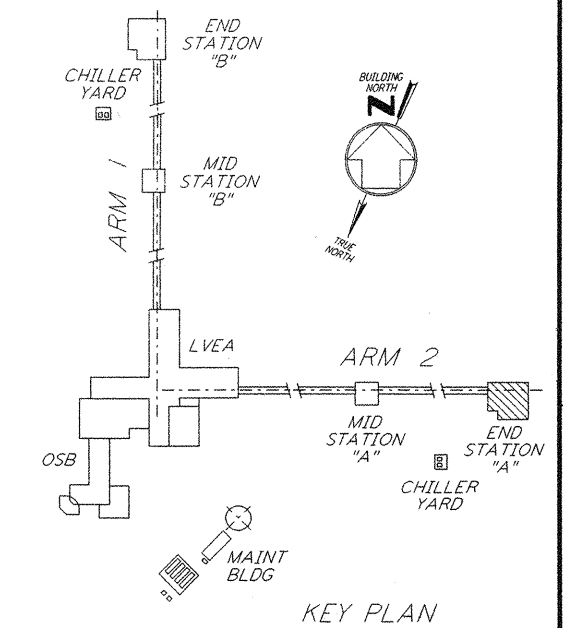 END
STATION
"B"
CHILLER
YARD
BUILDING
NORTH
N
MID
STATION
"B"
ARM 1
TRUE
NORTH
LVEA
ARM 2
MID
STATION
"A"
END
STATION
"A"
OSB
CHILLER
YARD
MAINT
BLDG
KEY PLAN